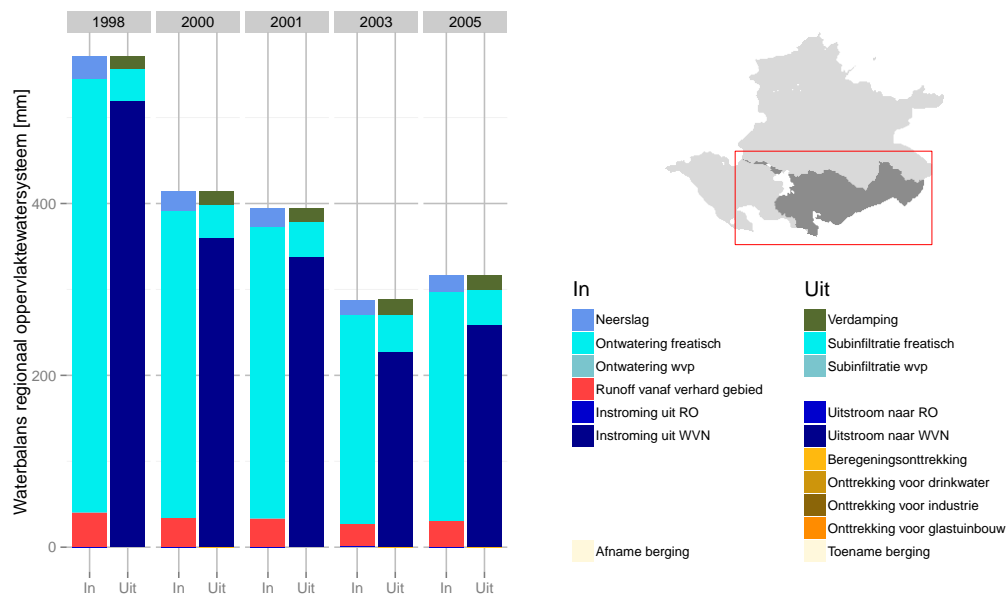 1998 2000 2001 2003 2005
Waterbalans regionaal oppervlaktewatersysteem [mm]
400
200
0
In Uit In Uit In Uit In Uit In Uit
In
Neerslag
Ontwatering freatisch
Ontwatering wvp
Runoff vanaf verhard gebied
Instroming uit RO
Instroming uit WVN
Afname berging
Uit
Verdamping
Subinfiltratie freatisch
Subinfiltratie wvp
Uitstroom naar RO
Uitstroom naar WVN
Beregeningsonttrekking
Onttrekking voor drinkwater
Onttrekking voor industrie
Onttrekking voor glastuinbouw
Toename berging